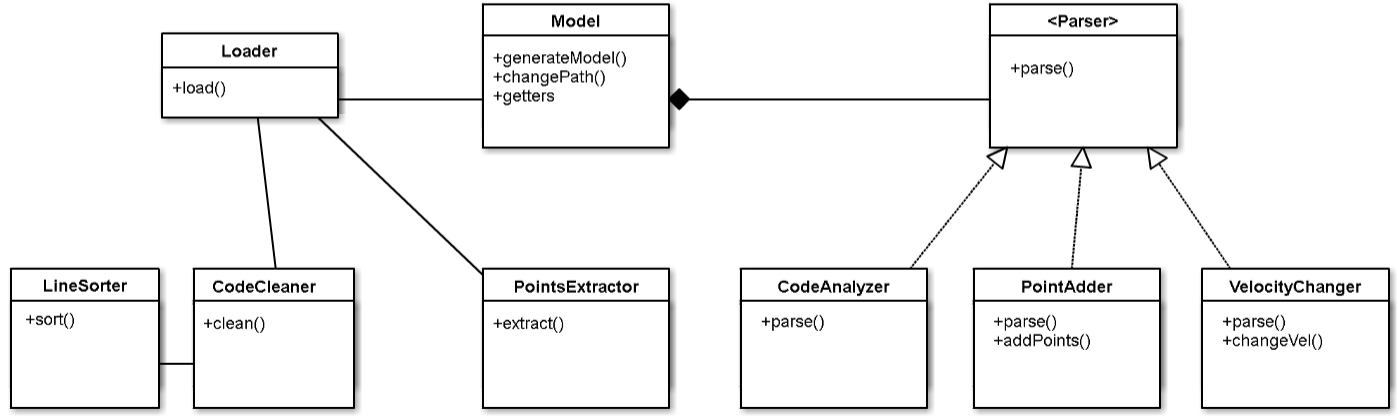 Loader
+load()
Model
+generateModel()
+changePath()
+getters
<Parser>
+parse()
LineSorter
+sort()
CodeCleaner
+clean()
PointsExtractor
+extract()
CodeAnalyzer
+parse()
PointAdder
+parse()
+addPoints()
VelocityChanger
+parse()
+changeVel()